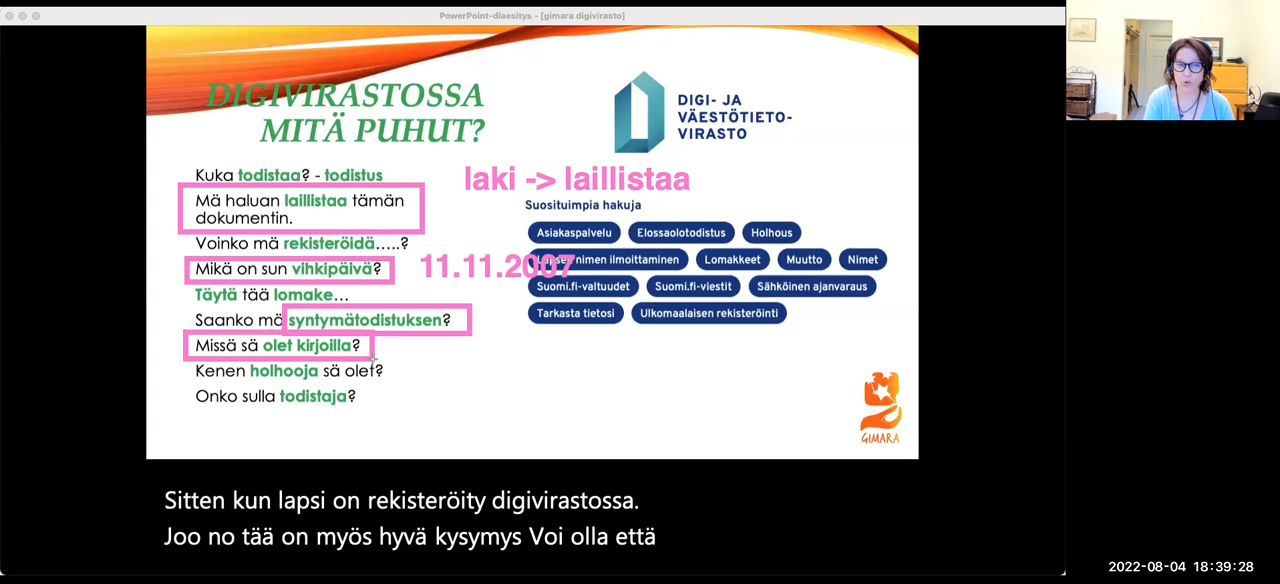 PowerPoint-diaesitys - [gimara digivirasto]
DIGIVIRASTOSSA
MITÄ PUHUT?
DIGI- JA
VÄESTÖTIETO-
VIRASTO
Kuka todistaa? - todistus
laki -> laillistaa
Mä haluan laillistaa tämän
dokumentin.
Voinko mä rekisteröidä.....?
Mikä on sun vihkipäivä?
11.11.2007
Täytä tää lomake...
Saanko mä syntymätodistuksen?
Missä sä olet kirjoilla?
Kenen holhooja sä olet?
Onko sulla todistaja?
Suosituimpia hakuja
Asiakaspalvelu Elossaolotodistus Holhous
Lapsen nimen ilmoittaminen Lomakkeet Muutto Nimet
Suomi.fi-valtuudet Suomi.fi-viestit Sähköinen ajanvaraus
Tarkasta tietosi Ulkomaalaisen rekisteröinti
GIMARA
Sitten kun lapsi on rekisteröity digivirastossa.
Joo no tää on myös hyvä kysymys Voi olla että
2022-08-04 18:39:28